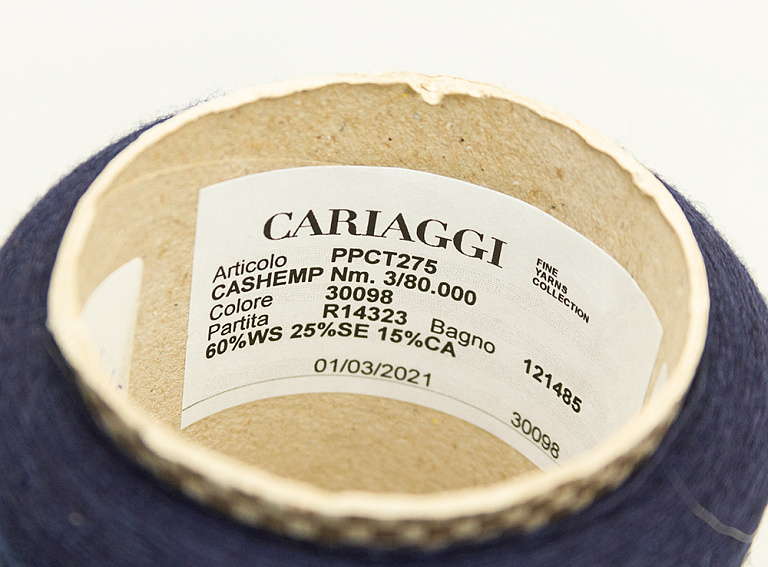 CARIAGGI
FINE
YARNS
COLLECTION
Articolo PPCT275
CASHEMP Nm. 3/80.000
Colore 30098
Partita R14323 Bagno 121485
60%WS 25%SE 15%CA
01/03/2021
30098